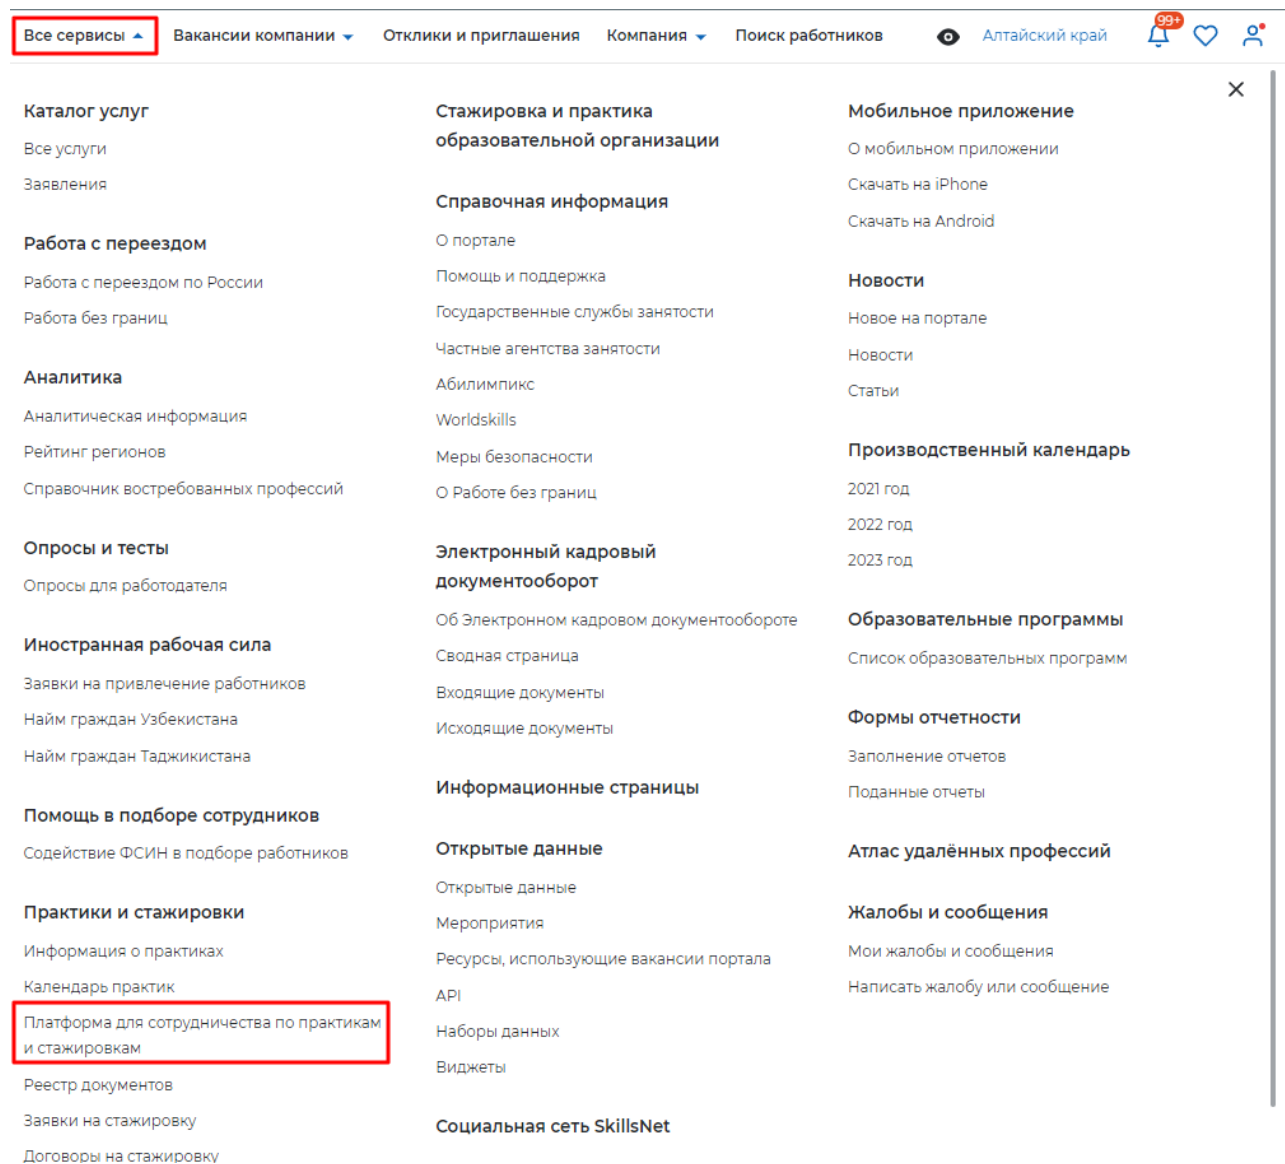 Все сервисы
Вакансии компании
Отклики и приглашения
Компания
Поиск работников
Алтайский край
99+
Каталог услуг
Все услуги
Заявления
Работа с переездом
Работа с переездом по России
Работа без границ
Аналитика
Аналитическая информация
Рейтинг регионов
Справочник востребованных профессий
Опросы и тесты
Опросы для работодателя
Иностранная рабочая сила
Заявки на привлечение работников
Найм граждан Узбекистана
Найм граждан Таджикистана
Помощь в подборе сотрудников
Содействие ФСИН в подборе работников
Практики и стажировки
Информация о практиках
Календарь практик
Платформа для сотрудничества по практикам
и стажировкам
Реестр документов
Заявки на стажировку
Договоры на стажировку
Стажировка и практика
образовательной организации
Справочная информация
О портале
Помощь и поддержка
Государственные службы занятости
Частные агентства занятости
Абилимпикс
Worldskills
Меры безопасности
О Работе без границ
Электронный кадровый
документооборот
Об Электронном кадровом документообороте
Сводная страница
Входящие документы
Исходящие документы
Информационные страницы
Открытые данные
Открытые данные
Мероприятия
Ресурсы, использующие вакансии портала
API
Наборы данных
Виджеты
Социальная сеть SkillsNet
Мобильное приложение
О мобильном приложении
Скачать на iPhone
Скачать на Android
Новости
Новое на портале
Новости
Статьи
Производственный календарь
2021 год
2022 год
2023 год
Образовательные программы
Список образовательных программ
Формы отчетности
Заполнение отчетов
Поданные отчеты
Атлас удалённых профессий
Жалобы и сообщения
Мои жалобы и сообщения
Написать жалобу или сообщение